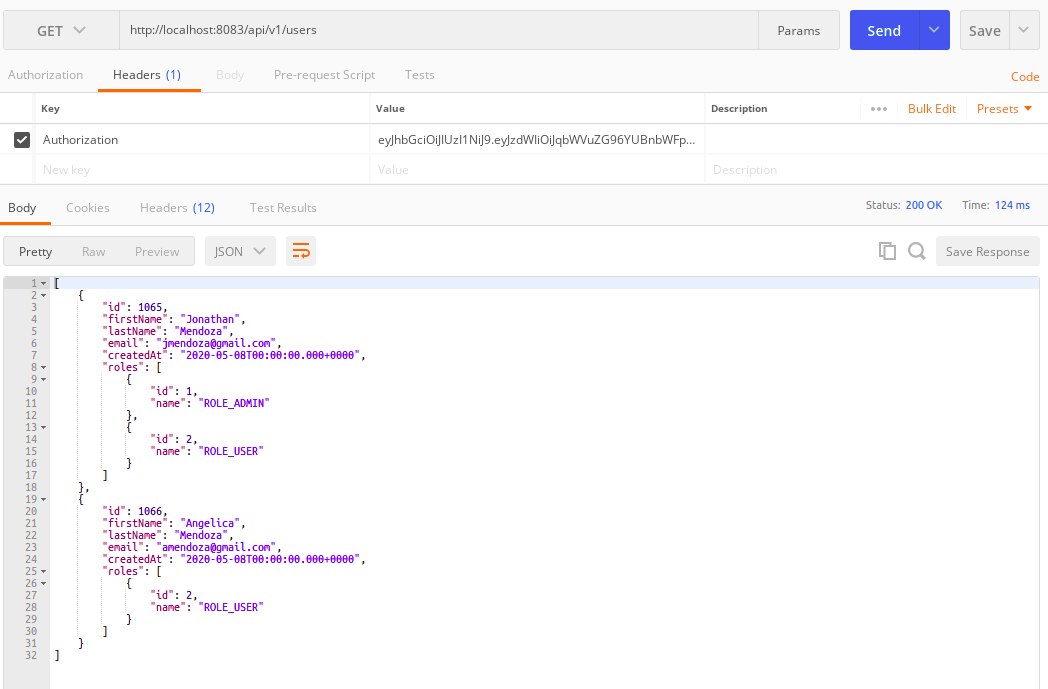 GET http://localhost:8083/api/v1/users Params Send Save
Authorization Headers (1) Body Pre-request Script Tests Code
Key Value Description ••• Bulk Edit Presets
Authorization eyJhbGciOiJIUzI1NiJ9.eyJzdWIiOiJqbWVuZG96YUBnbWFp...
New key Value Description
Body Cookies Headers (12) Test Results Status: 200 OK Time: 124 ms
Pretty Raw Preview JSON Save Response
1 [
2 {
3 "id": 1065,
4 "firstName": "Jonathan",
5 "lastName": "Mendoza",
6 "email": "jmendoza@gmail.com",
7 "createdAt": "2020-05-08T00:00:00.000+0000",
8 "roles": [
9 {
10 "id": 1,
11 "name": "ROLE_ADMIN"
12 },
13 {
14 "id": 2,
15 "name": "ROLE_USER"
16 }
17 ]
18 },
19 {
20 "id": 1066,
21 "firstName": "Angelica",
22 "lastName": "Mendoza",
23 "email": "amendoza@gmail.com",
24 "createdAt": "2020-05-08T00:00:00.000+0000",
25 "roles": [
26 {
27 "id": 2,
28 "name": "ROLE_USER"
29 }
30 ]
31 }
32 ]